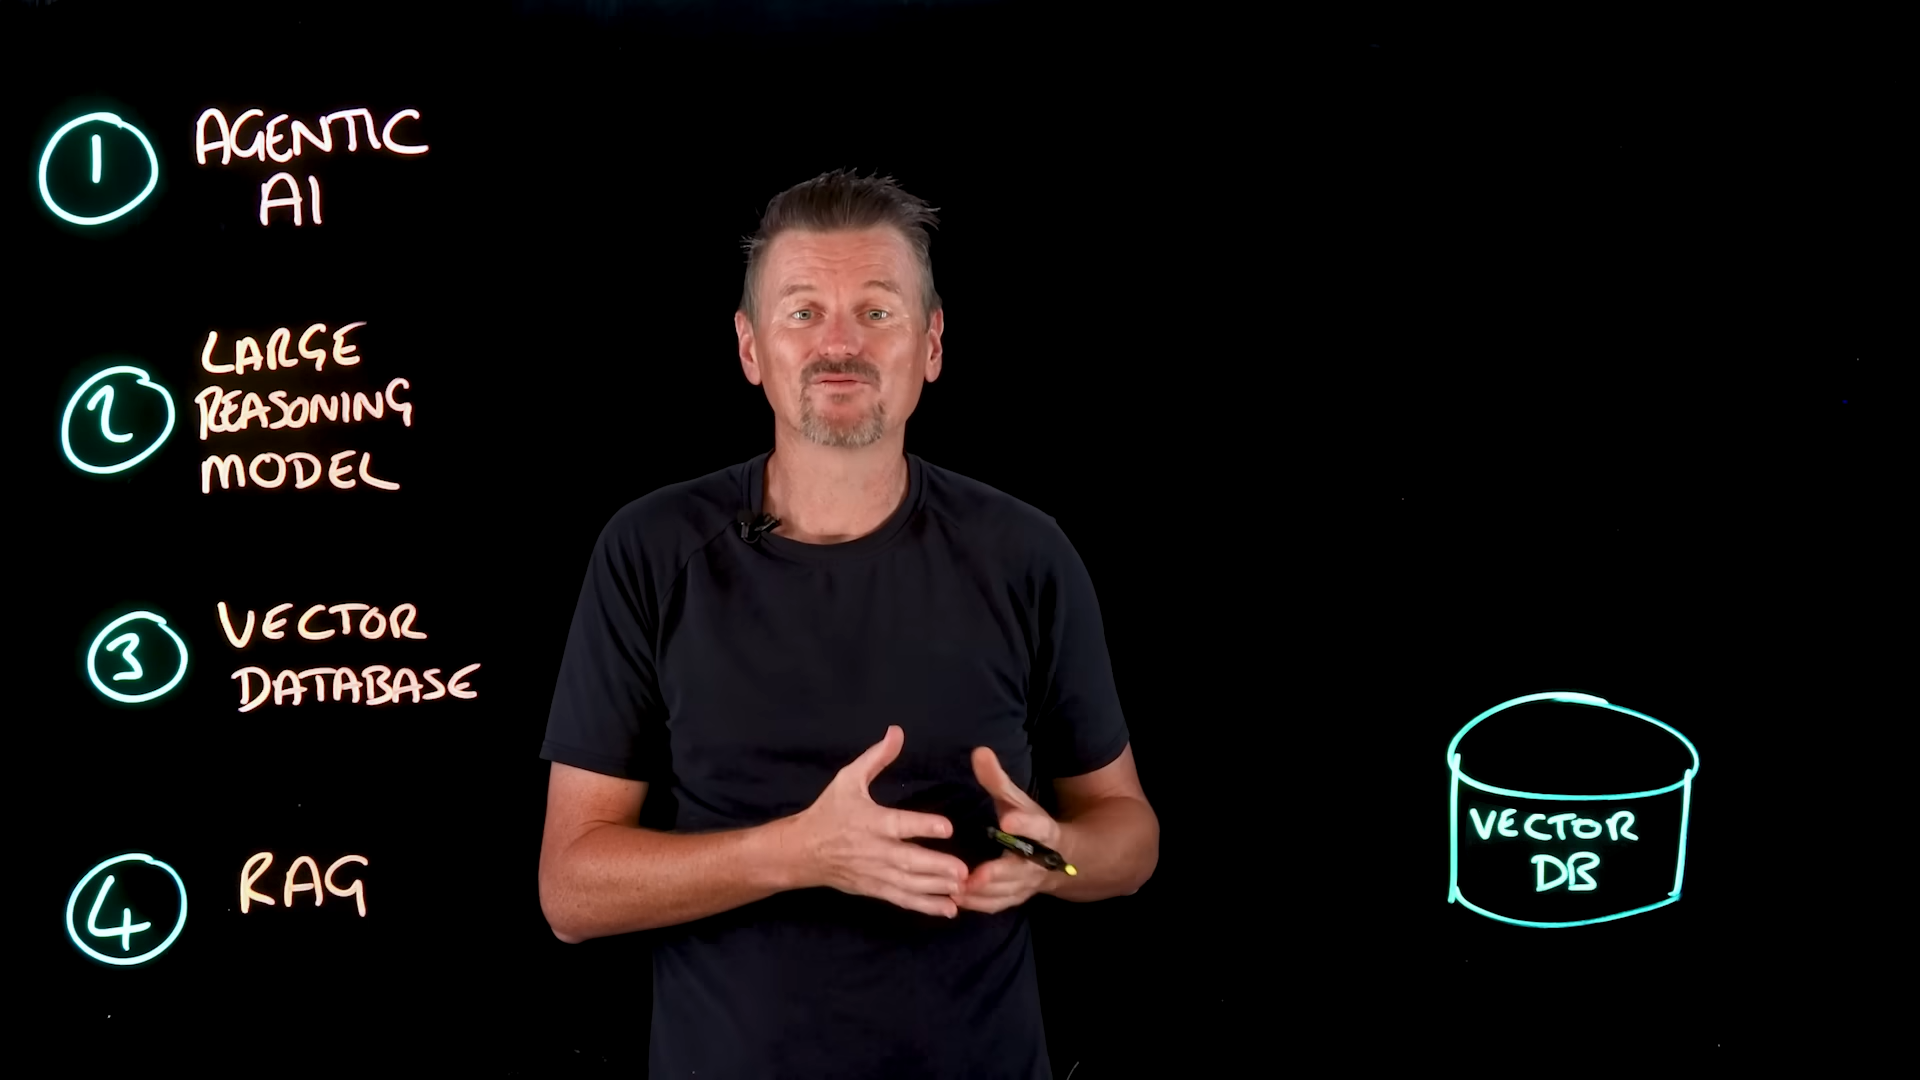 1
AGENTIC
AI
2
LARGE
REASONING
MODEL
3
VECTOR
DATABASE
4
RAG
VECTOR
DB